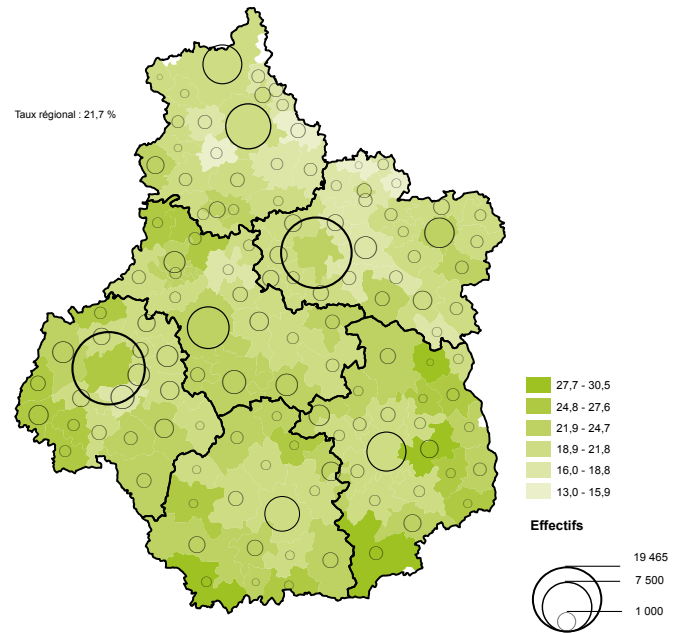 Taux régional : 21,7 %
27,7 - 30,5
24,8 - 27,6
21,9 - 24,7
18,9 - 21,8
16,0 - 18,8
13,0 - 15,9
Effectifs
19 465
7 500
1 000